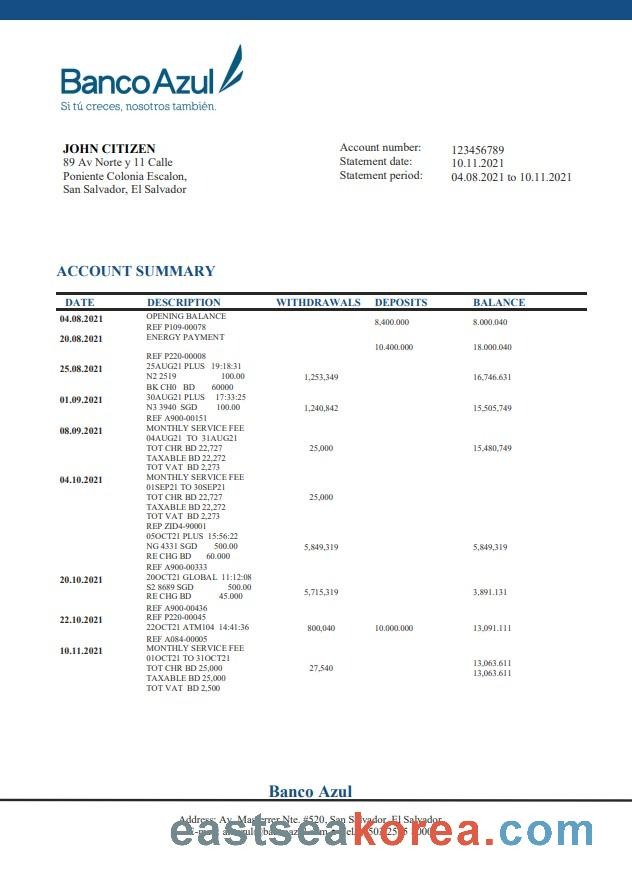 Banco Azul
Si tú creces, nosotros también.
JOHN CITIZEN
89 Av Norte y 11 Calle
Poniente Colonia Escalon,
San Salvador, El Salvador
Account number: 123456789
Statement date: 10.11.2021
Statement period: 04.08.2021 to 10.11.2021
ACCOUNT SUMMARY
DATE DESCRIPTION WITHDRAWALS DEPOSITS BALANCE
04.08.2021 OPENING BALANCE
8,400.000 8.000.040
REF P109-00078
20.08.2021 ENERGY PAYMENT
10.400.000 18.000.040
REF P220-00008
25.08.2021 25AUG21 PLUS 19:18:31
N2 2519 100.00 1,253,349 16,746.631
BK CH0 BD 60000
01.09.2021 30AUG21 PLUS 17:33:25
N3 3940 SGD 100.00 1,240,842 15,505,749
REF A900-00151
08.09.2021 MONTHLY SERVICE FEE
04AUG21 TO 31AUG21
TOT CHR BD 22,727 25,000 15,480,749
TAXABLE BD 22,272
TOT VAT BD 2,273
04.10.2021 MONTHLY SERVICE FEE
01SEP21 TO 30SEP21
TOT CHR BD 22,727 25,000
TAXABLE BD 22,272
TOT VAT BD 2,273
REP ZID4-90001
05OCT21 PLUS 15:56:22
NG 4331 SGD 500.00 5,849,319 5,849,319
RE CHG BD 60.000
REF A900-00333
20.10.2021 20OCT21 GLOBAL 11:12:08
S2 8689 SGD 500.00 5,715,319 3,891.131
RE CHG BD 45.000
REF A900-00436
22.10.2021 REF P220-00045
22OCT21 ATM104 14:41:36 800,040 10.000.000 13,091.111
REF A084-00005
10.11.2021 MONTHLY SERVICE FEE
01OCT21 TO 31OCT21 13,063.611
TOT CHR BD 25,000 27,540 13,063.611
TAXABLE BD 25,000
TOT VAT BD 2,500
Banco Azul
Address: Av. Nte. #520, San Salvador, El Salvador
eastseakorea.com